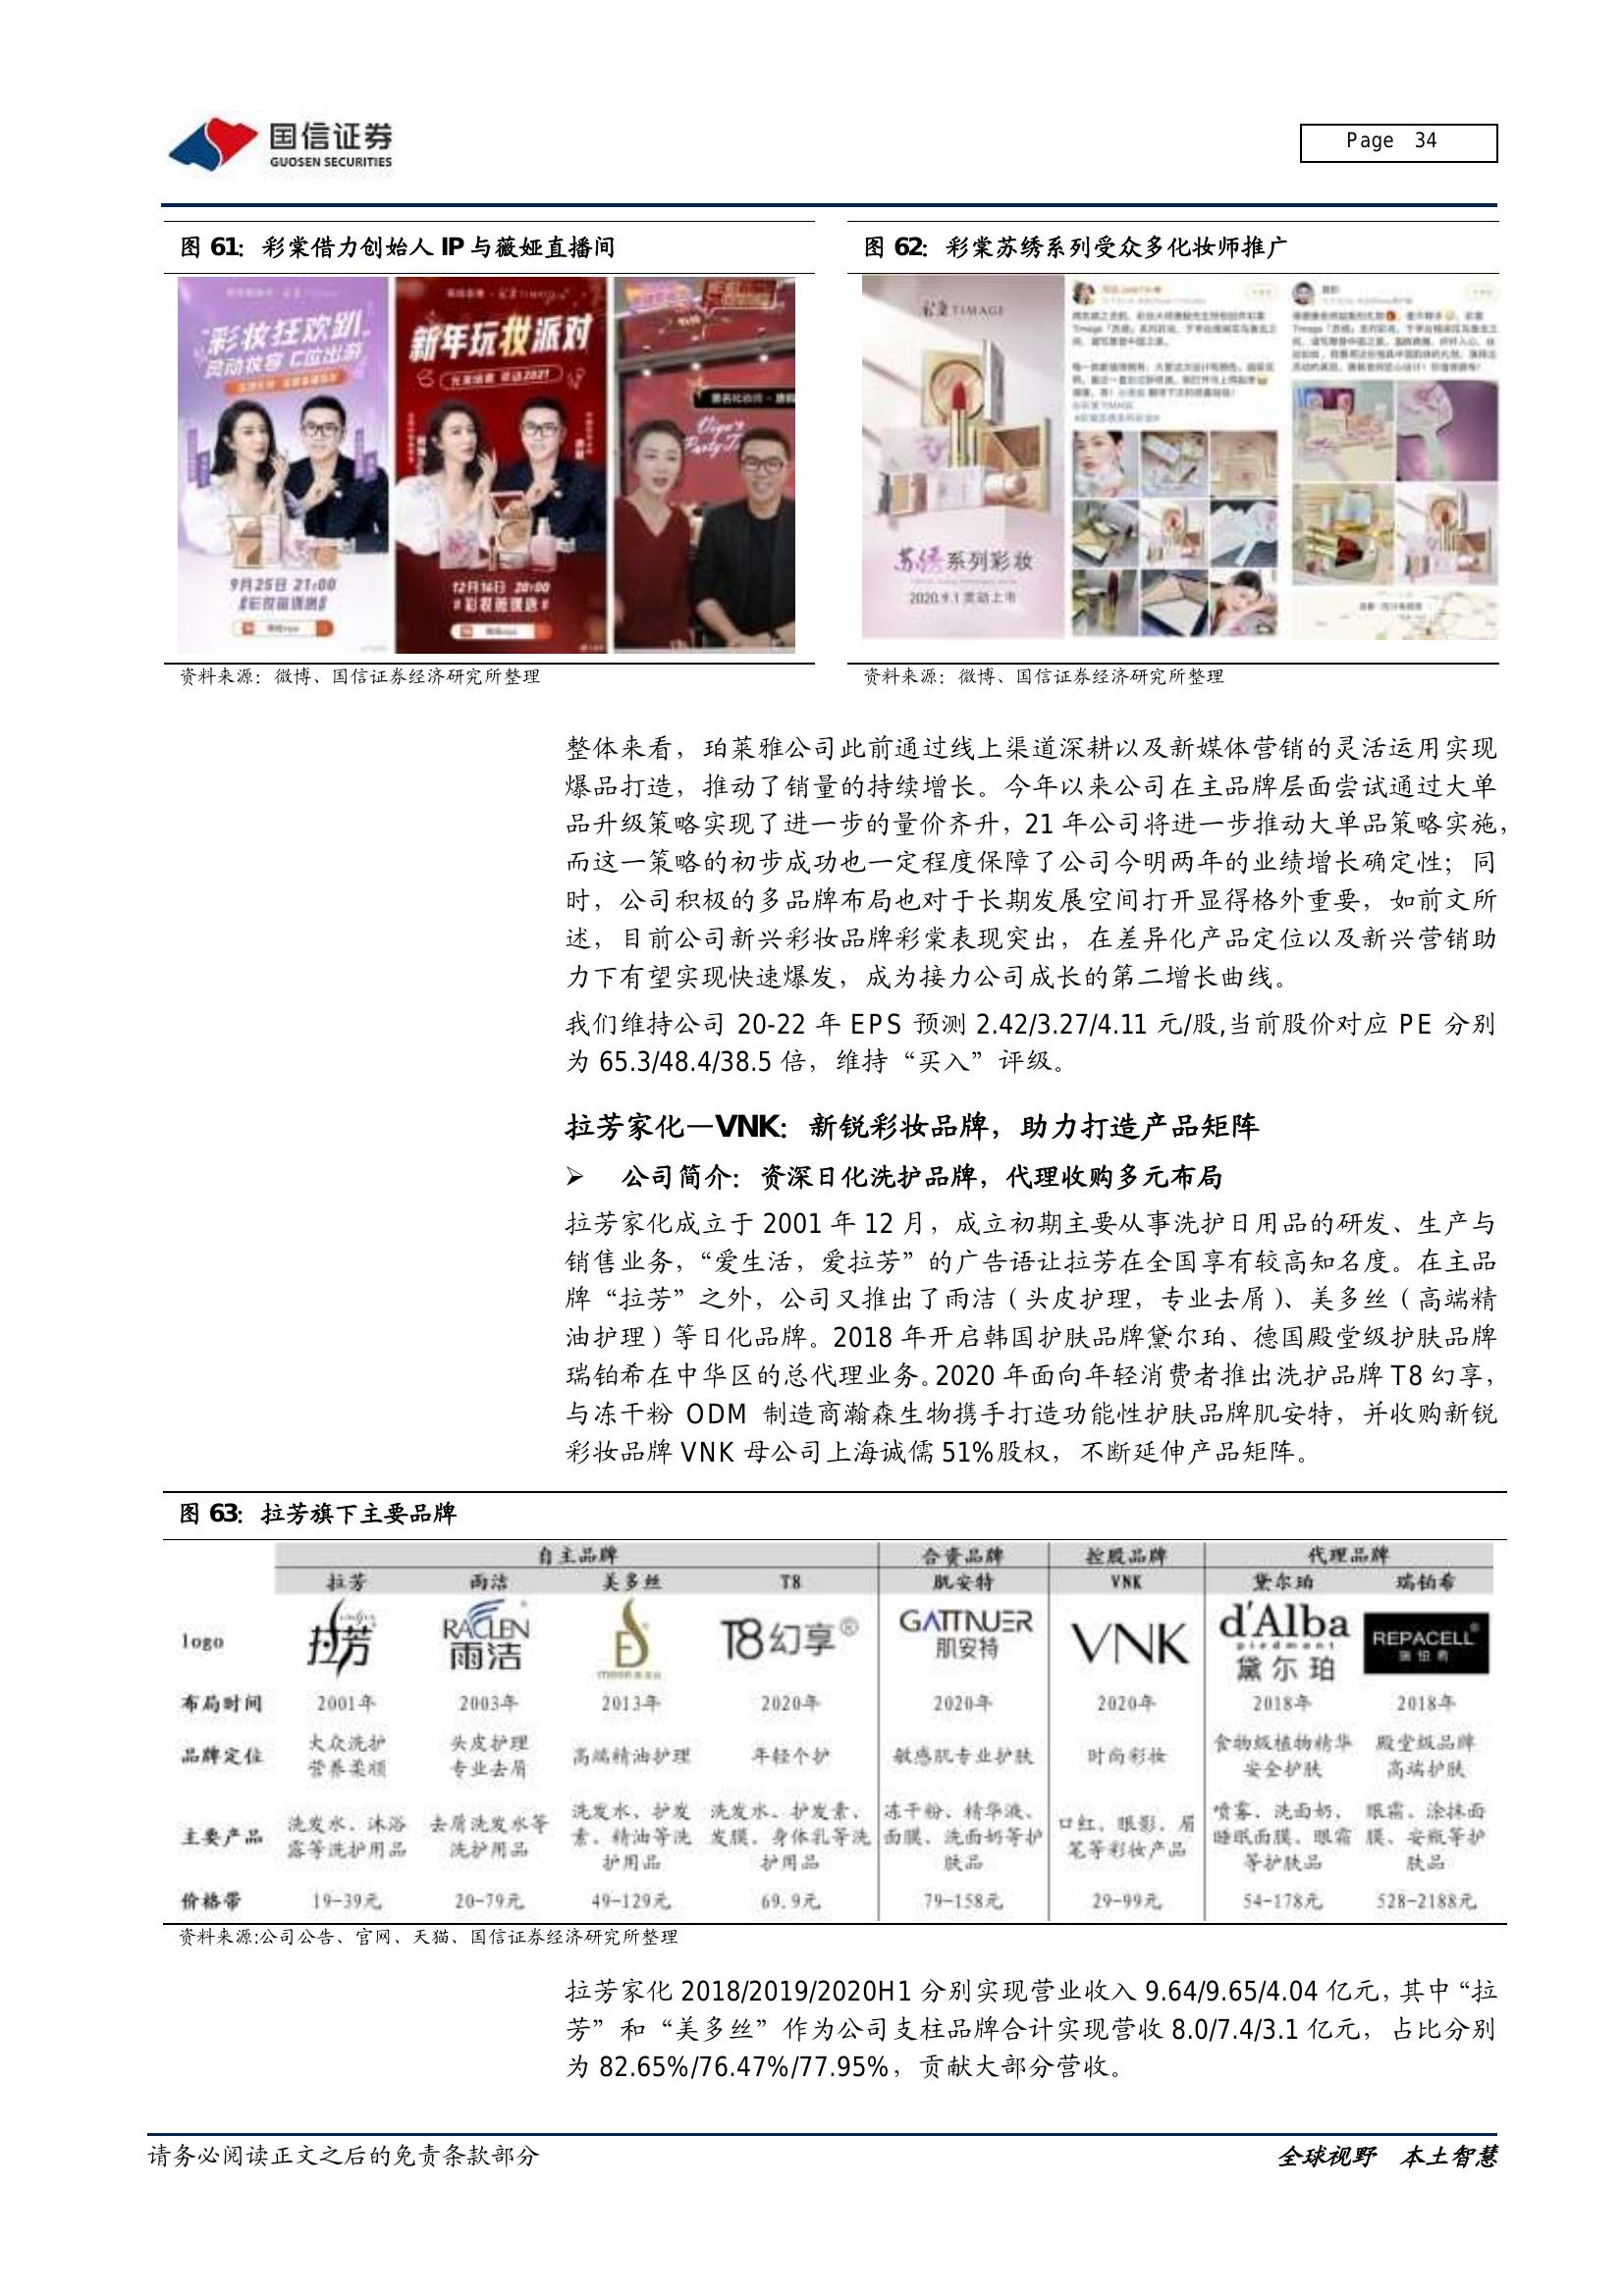 国信证券
GUOSEN SECURITIES
Page 34
图 61：彩棠借力创始人 IP 与薇娅直播间
图 62：彩棠苏绣系列受众多化妆师推广
彩妆狂欢趴
灵动妆容 C位出游
9月25日 21:00
新年玩妆派对
12月16日 20:00
彩棠TIMAGE
苏绣系列彩妆
2020.9.1灵动上市
资料来源：微博、国信证券经济研究所整理
资料来源：微博、国信证券经济研究所整理
整体来看，珀莱雅公司此前通过线上渠道深耕以及新媒体营销的灵活运用实现
爆品打造，推动了销量的持续增长。今年以来公司在主品牌层面尝试通过大单
品升级策略实现了进一步的量价齐升，21 年公司将进一步推动大单品策略实施，
而这一策略的初步成功也一定程度保障了公司今明两年的业绩增长确定性；同
时，公司积极的多品牌布局也对于长期发展空间打开显得格外重要，如前文所
述，目前公司新兴彩妆品牌彩棠表现突出，在差异化产品定位以及新兴营销助
力下有望实现快速爆发，成为接力公司成长的第二增长曲线。
我们维持公司 20-22 年 EPS 预测 2.42/3.27/4.11 元/股,当前股价对应 PE 分别
为 65.3/48.4/38.5 倍，维持“买入”评级。
拉芳家化—VNK：新锐彩妆品牌，助力打造产品矩阵
➢ 公司简介：资深日化洗护品牌，代理收购多元布局
拉芳家化成立于 2001 年 12 月，成立初期主要从事洗护日用品的研发、生产与
销售业务，“爱生活，爱拉芳”的广告语让拉芳在全国享有较高知名度。在主品
牌“拉芳”之外，公司又推出了雨洁（头皮护理，专业去屑）、美多丝（高端精
油护理）等日化品牌。2018 年开启韩国护肤品牌黛尔珀、德国殿堂级护肤品牌
瑞铂希在中华区的总代理业务。2020 年面向年轻消费者推出洗护品牌 T8 幻享，
与冻干粉 ODM 制造商瀚森生物携手打造功能性护肤品牌肌安特，并收购新锐
彩妆品牌 VNK 母公司上海诚儒 51%股权，不断延伸产品矩阵。
图 63：拉芳旗下主要品牌
自主品牌 合资品牌 控股品牌 代理品牌
拉芳 雨洁 美多丝 T8 肌安特 VNK 黛尔珀 瑞铂希
logo 拉芳 RACLEN 雨洁 T8幻享® GATTNUER 肌安特 VNK d'Alba piedmont 黛尔珀 REPACELL 瑞铂希
布局时间 2001年 2003年 2013年 2020年 2020年 2020年 2018年 2018年
品牌定位 大众洗护 营养柔顺 头皮护理 专业去屑 高端精油护理 年轻个护 敏感肌专业护肤 时尚彩妆 食物级植物精华 安全护肤 殿堂级品牌 高端护肤
主要产品 洗发水、沐浴露等洗护用品 去屑洗发水等洗护用品 洗发水、护发素、精油等洗护用品 洗发水、护发素、发膜、身体乳等洗护用品 冻干粉、精华液、面膜、洗面奶等护肤品 口红、眼影、眉笔等彩妆产品 喷雾、洗面奶、睡眠面膜、眼霜等护肤品 眼霜、涂抹面膜、安瓶等护肤品
价格带 19-39元 20-79元 49-129元 69.9元 79-158元 29-99元 54-178元 528-2188元
资料来源:公司公告、官网、天猫、国信证券经济研究所整理
拉芳家化 2018/2019/2020H1 分别实现营业收入 9.64/9.65/4.04 亿元，其中“拉
芳”和“美多丝”作为公司支柱品牌合计实现营收 8.0/7.4/3.1 亿元，占比分别
为 82.65%/76.47%/77.95%，贡献大部分营收。
请务必阅读正文之后的免责条款部分
全球视野 本土智慧